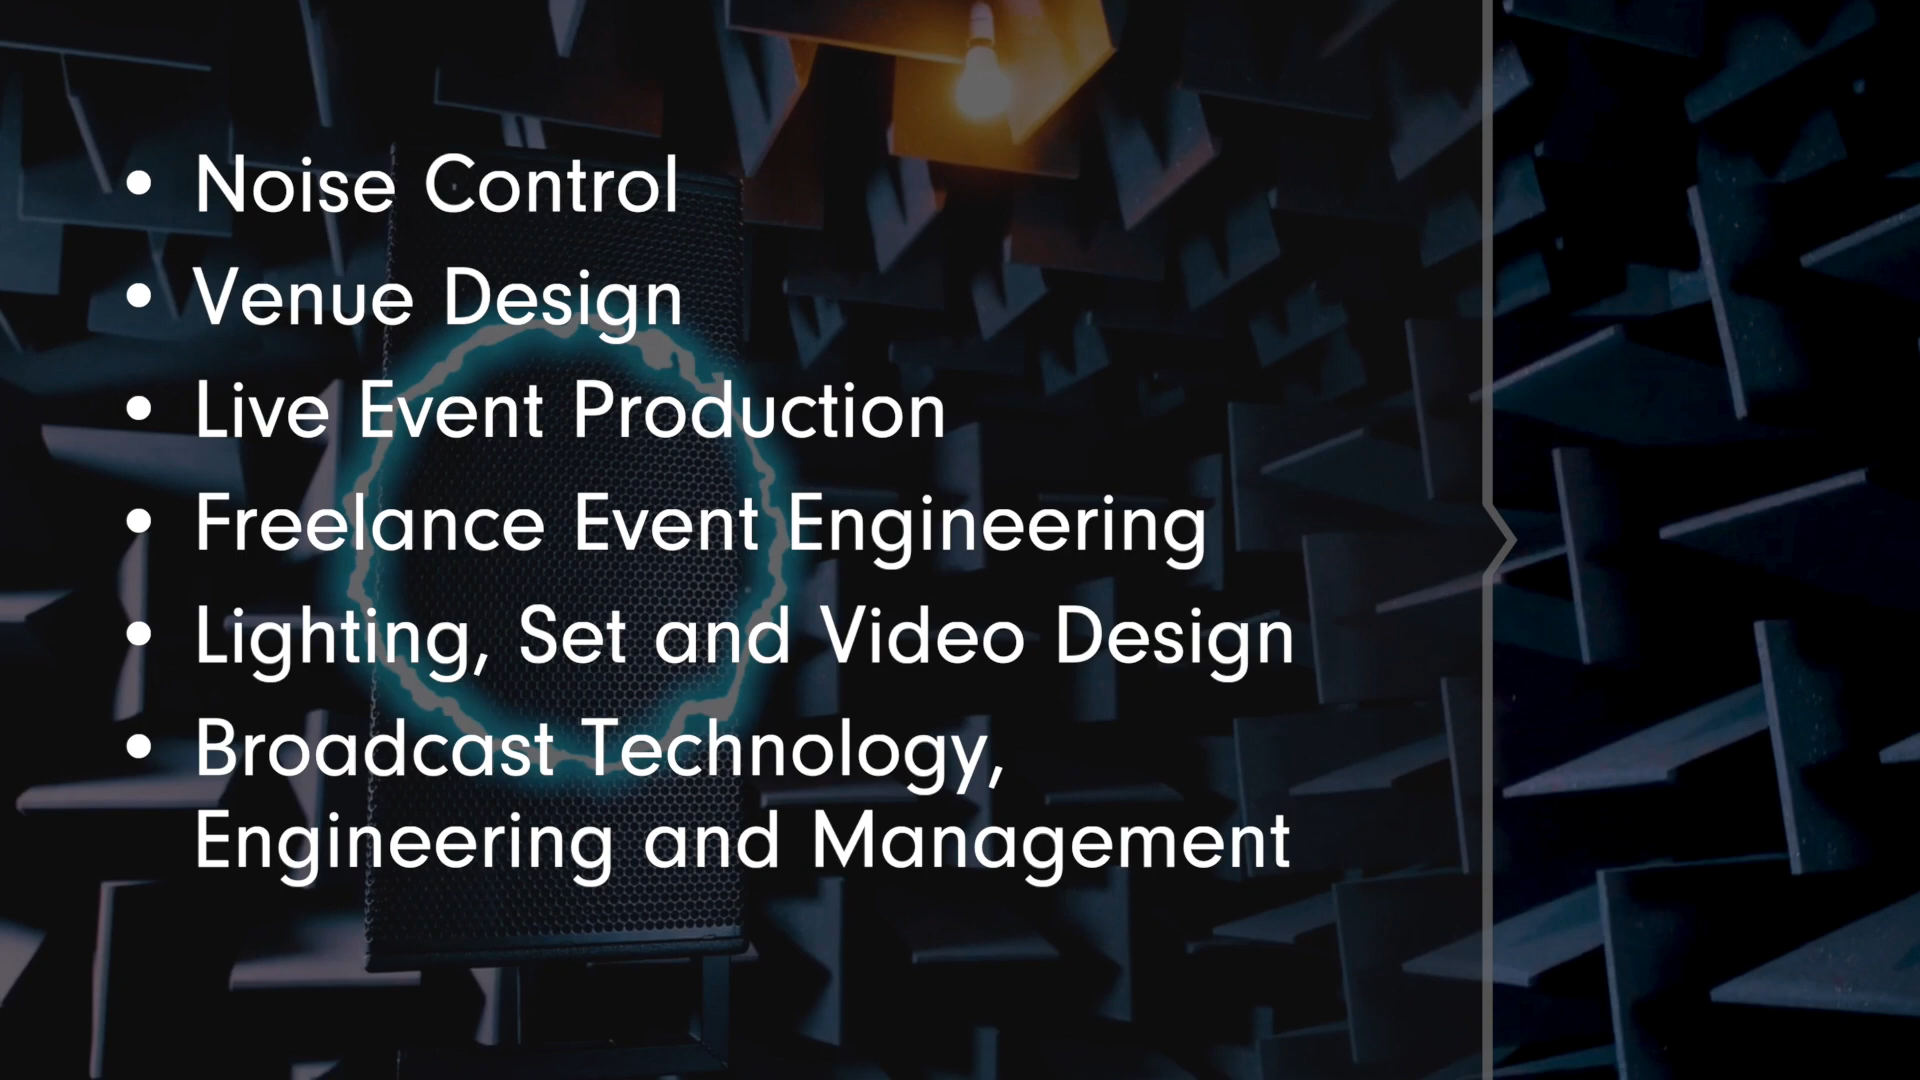 • Noise Control
• Venue Design
• Live Event Production
• Freelance Event Engineering
• Lighting, Set and Video Design
• Broadcast Technology,
Engineering and Management